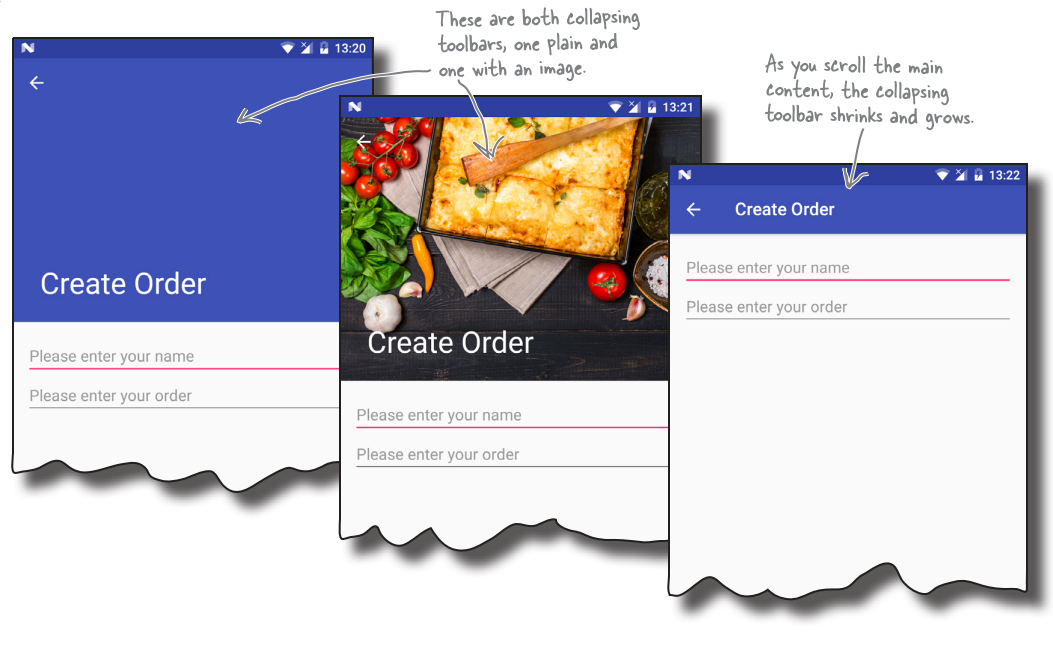 These are both collapsing
toolbars, one plain and
one with an image.
As you scroll the main
content, the collapsing
toolbar shrinks and grows.
13:20
Create Order
Please enter your name
Please enter your order
13:21
Create Order
Please enter your name
Please enter your order
13:22
Create Order
Please enter your name
Please enter your order